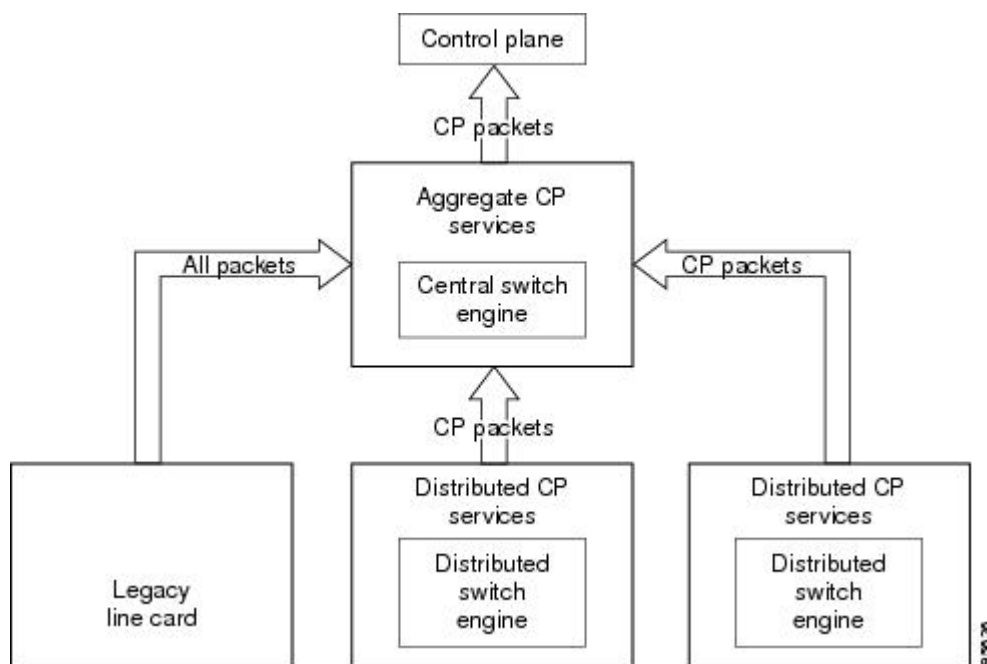 Control plane
CP packets
Aggregate CP
services
All packets
Central switch
engine
CP packets
CP packets
Legacy
line card
Distributed CP
services
Distributed
switch
engine
Distributed CP
services
Distributed
switch
engine